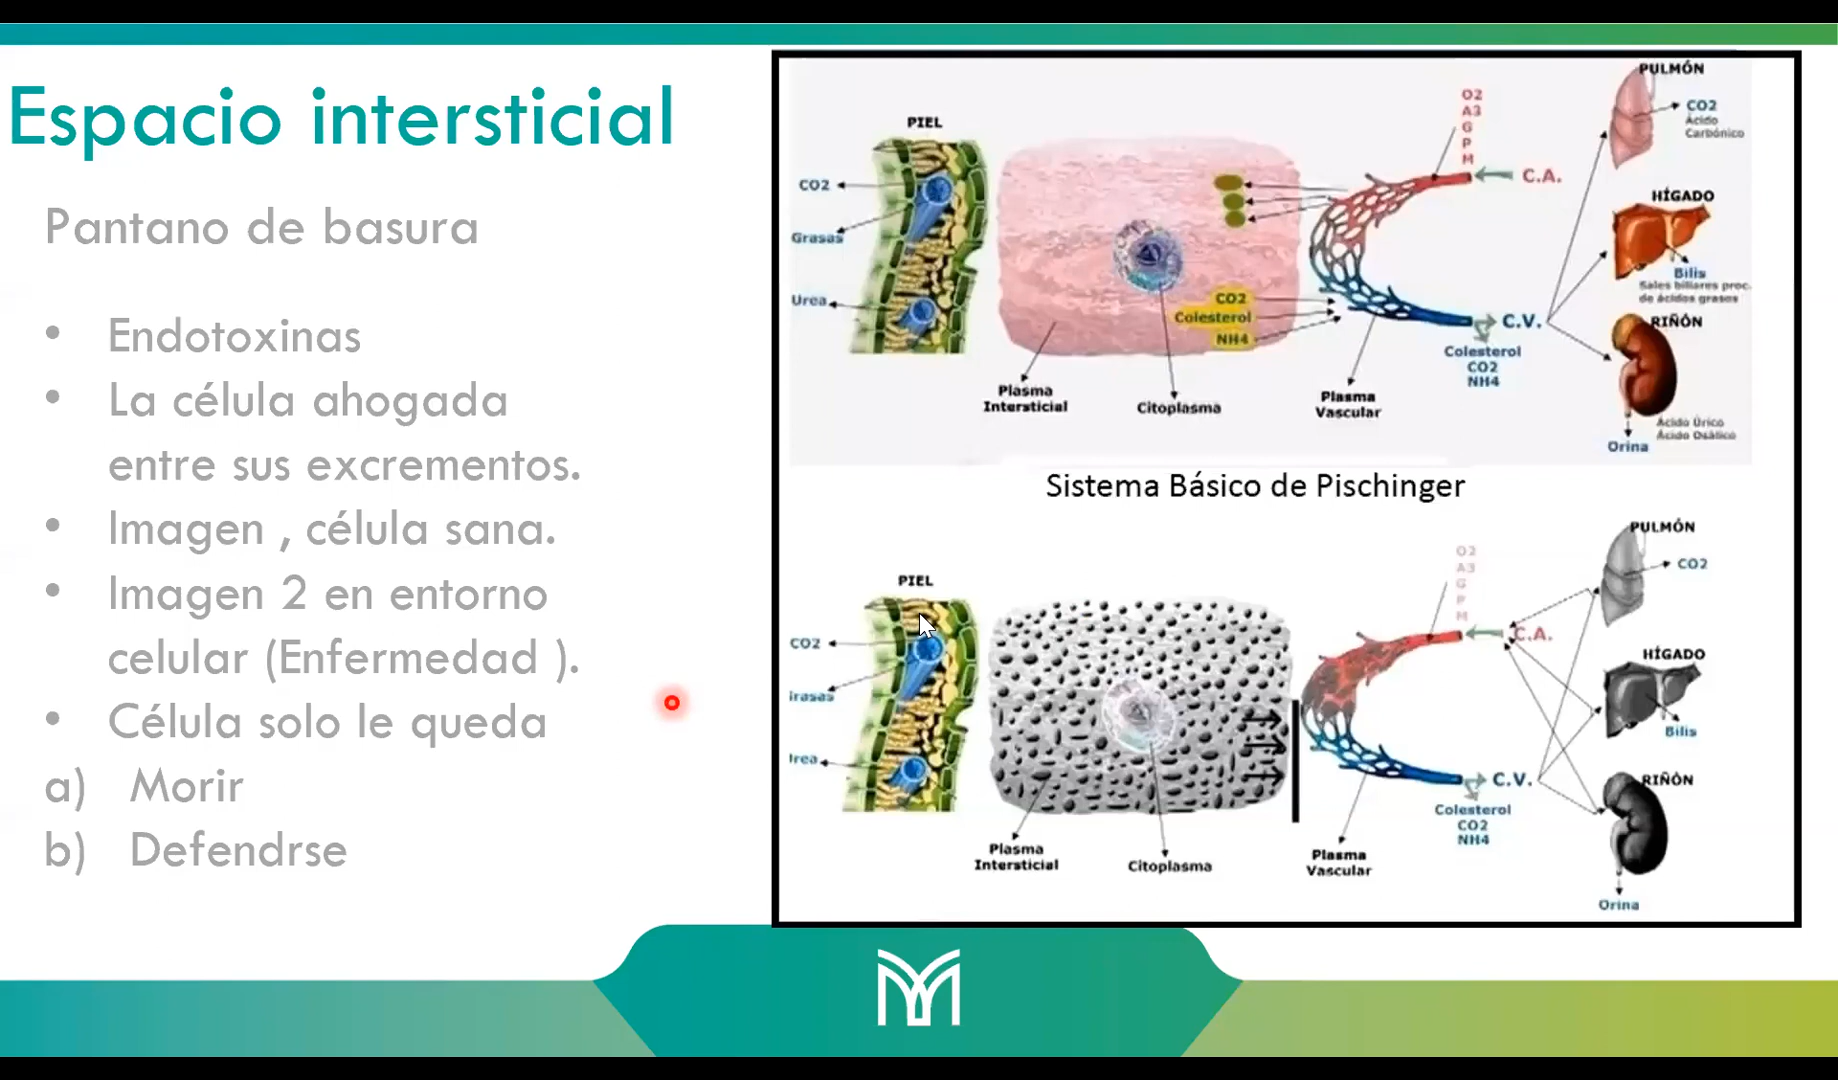 Espacio intersticial
Pantano de basura
• Endotoxinas
• La célula ahogada
entre sus excrementos.
• Imagen , célula sana.
• Imagen 2 en entorno
celular (Enfermedad ).
• Célula solo le queda
a) Morir
b) Defendrse
PIEL
CO2
Grasas
Urea
CO2
Colesterol
NH4
Plasma
Intersticial
Citoplasma
Plasma
Vascular
O2
A3
G
P
M
C.A.
C.V.
Colesterol
CO2
NH4
PULMÓN
CO2
Ácido
Carbónico
HÍGADO
Bilis
Sales biliares proc.
de ácidos grasos
RIÑÓN
Ácido Úrico
Ácido Oxálico
Orina
Sistema Básico de Pischinger
PIEL
CO2
irasas
Irea
Plasma
Intersticial
Citoplasma
Plasma
Vascular
O2
A3
G
P
M
C.A.
C.V.
Colesterol
CO2
NH4
PULMÓN
CO2
HÍGADO
Bilis
RIÑÓN
Orina